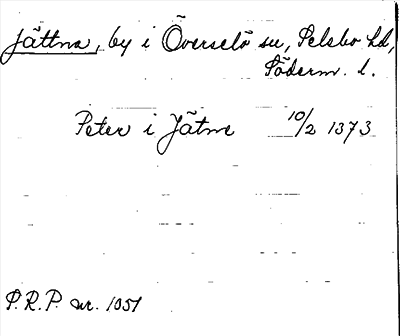 Jättna, by i Överselö sn, Selebo hd,
Söderm. l.
Peter i Jätne 10/2 1373
P.R.P. nr. 1051